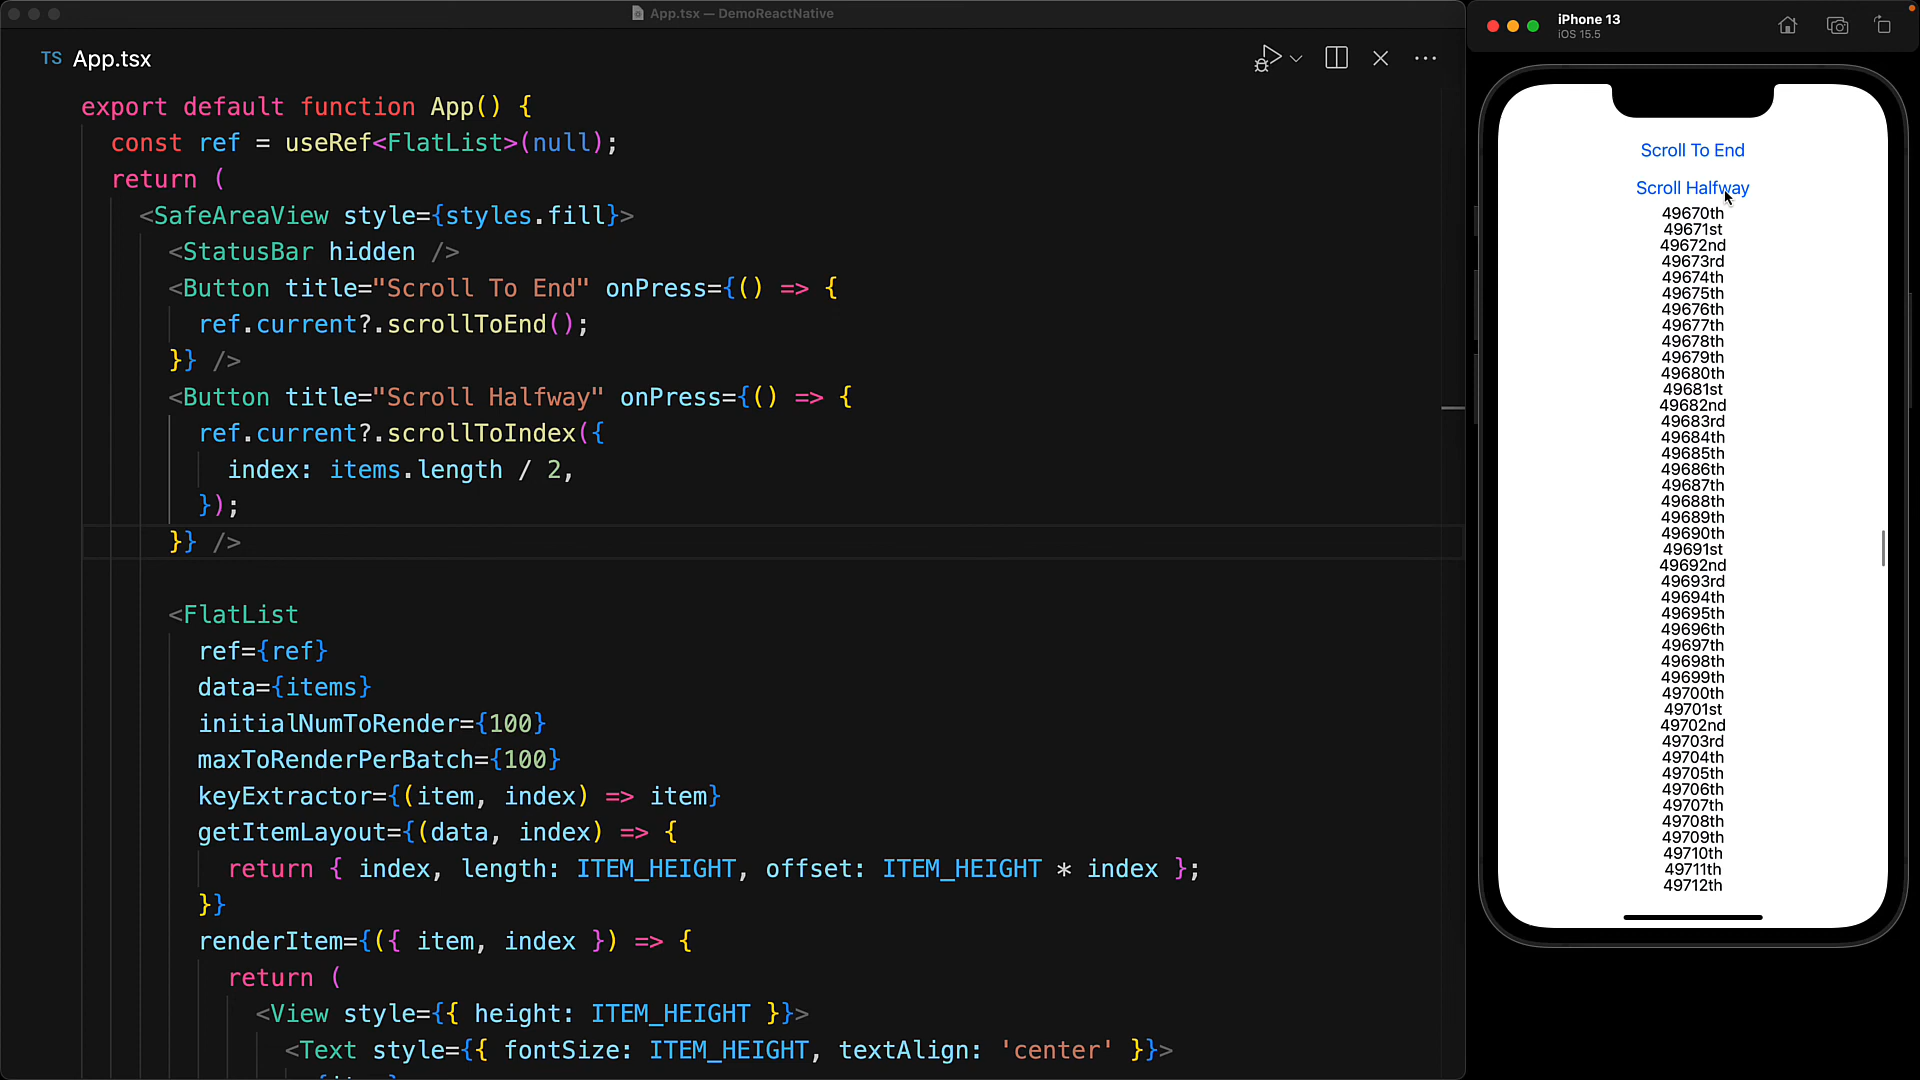 App.tsx — DemoReactNative
TS App.tsx
export default function App() {
const ref = useRef<FlatList>(null);
return (
<SafeAreaView style={styles.fill}>
<StatusBar hidden />
<Button title="Scroll To End" onPress={() => {
ref.current?.scrollToEnd();
}} />
<Button title="Scroll Halfway" onPress={() => {
ref.current?.scrollToIndex({
index: items.length / 2,
});
}} />
<FlatList
ref={ref}
data={items}
initialNumToRender={100}
maxToRenderPerBatch={100}
keyExtractor={(item, index) => item}
getItemLayout={(data, index) => {
return { index, length: ITEM_HEIGHT, offset: ITEM_HEIGHT * index };
}}
renderItem={({ item, index }) => {
return (
<View style={{ height: ITEM_HEIGHT }}>
<Text style={{ fontSize: ITEM_HEIGHT, textAlign: 'center' }}>
iPhone 13
iOS 15.5
Scroll To End
Scroll Halfway
49670th
49671st
49672nd
49673rd
49674th
49675th
49676th
49677th
49678th
49679th
49680th
49681st
49682nd
49683rd
49684th
49685th
49686th
49687th
49688th
49689th
49690th
49691st
49692nd
49693rd
49694th
49695th
49696th
49697th
49698th
49699th
49700th
49701st
49702nd
49703rd
49704th
49705th
49706th
49707th
49708th
49709th
49710th
49711th
49712th